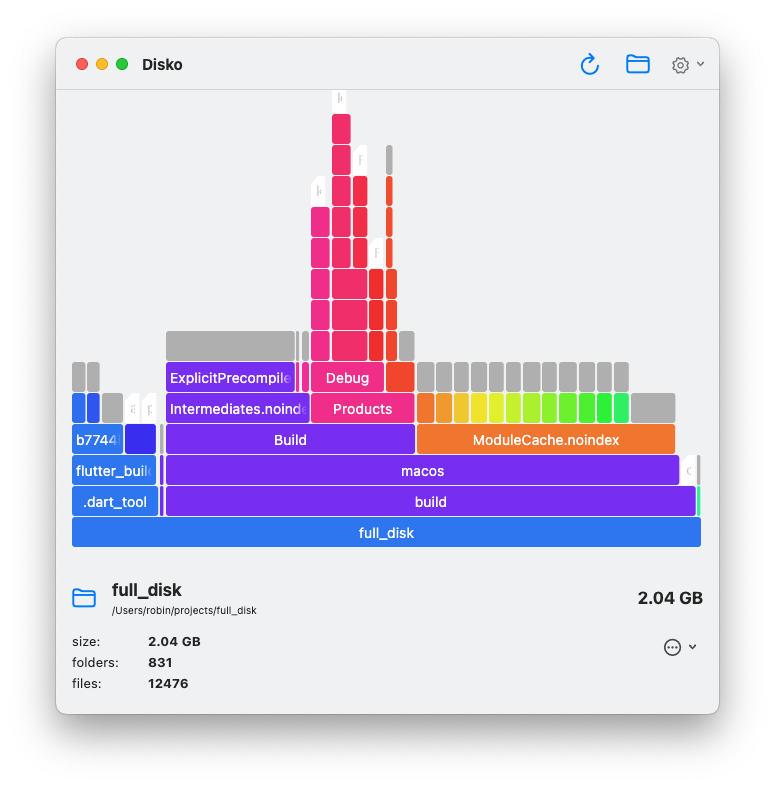 Disko
ExplicitPrecompile
Debug
Intermediates.noinde
Products
b7744
Build
ModuleCache.noindex
flutter_buil
macos
.dart_tool
build
full_disk
full_disk
/Users/robin/projects/full_disk
2.04 GB
size: 2.04 GB
folders: 831
files: 12476